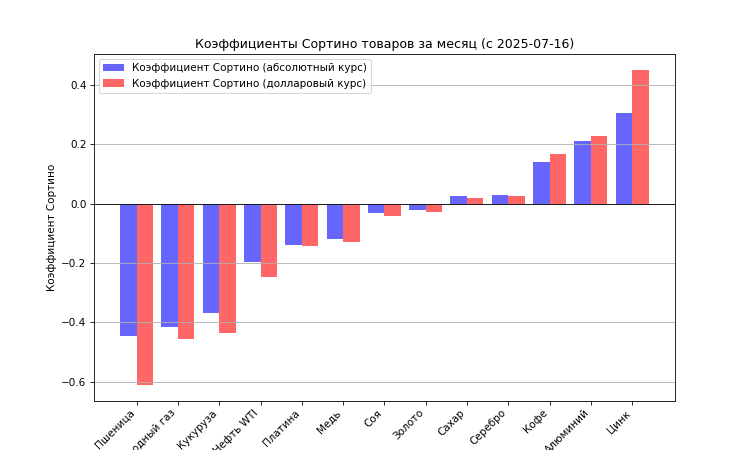 Коэффициенты Сортино товаров за месяц (с 2025-07-16)
Коэффициент Сортино (абсолютный курс)
Коэффициент Сортино (долларовый курс)
Коэффициент Сортино
0.4
0.2
0.0
−0.2
−0.4
−0.6
Пшеница
одный газ
Кукуруза
Нефть WTI
Платина
Медь
Соя
Золото
Сахар
Серебро
Кофе
Алюминий
Цинк